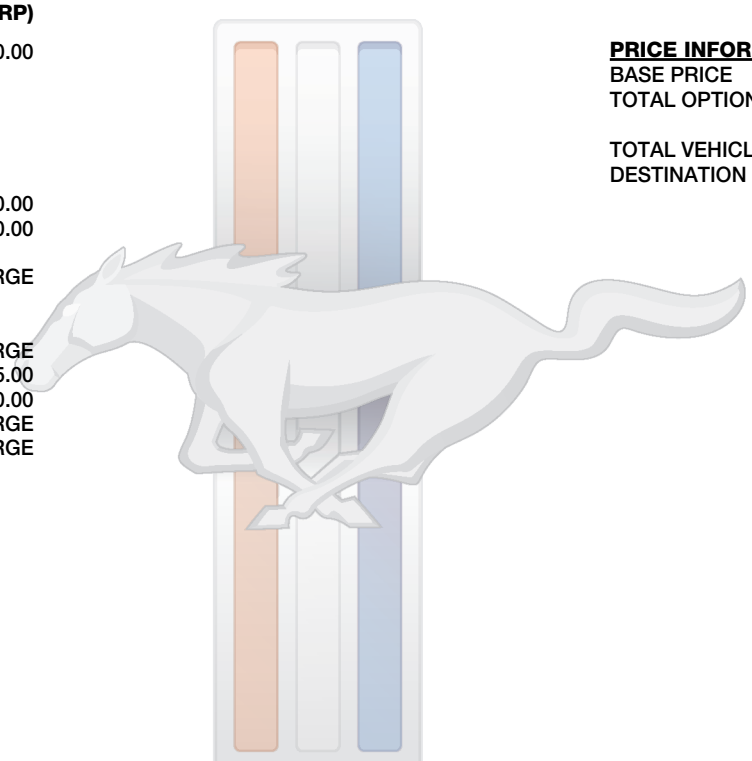 RP)
0.00
0.00
0.00
RGE
RGE
5.00
0.00
RGE
RGE
PRICE INFOR
BASE PRICE
TOTAL OPTION
TOTAL VEHICL
DESTINATION